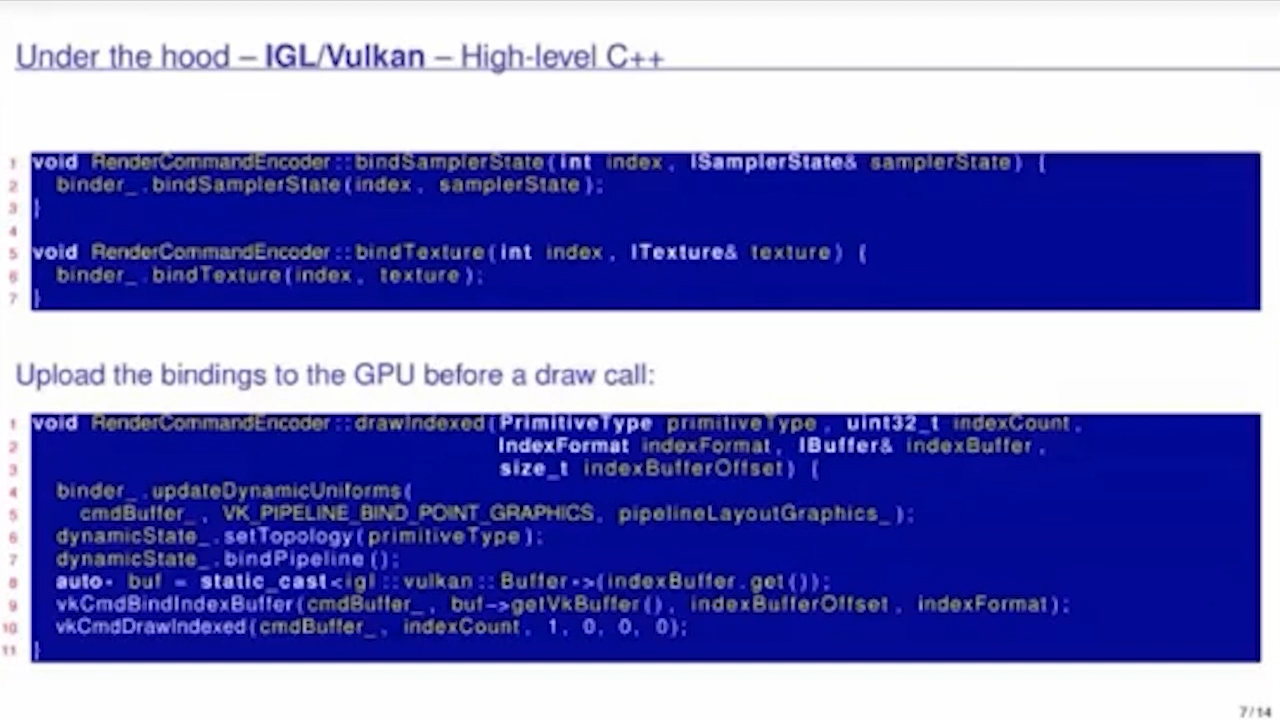 Under the hood – IGL/Vulkan – High-level C++
1 void RenderCommandEncoder::bindSamplerState(int index, ISamplerState& samplerState) {
2 binder_.bindSamplerState(index, samplerState);
3 }
4
5 void RenderCommandEncoder::bindTexture(int index, ITexture& texture) {
6 binder_.bindTexture(index, texture);
7 }
Upload the bindings to the GPU before a draw call:
1 void RenderCommandEncoder::drawIndexed(PrimitiveType primitiveType, uint32_t indexCount,
2 IndexFormat indexFormat, IBuffer& indexBuffer,
3 size_t indexBufferOffset) {
4 binder_.updateDynamicUniforms(
5 cmdBuffer_, VK_PIPELINE_BIND_POINT_GRAPHICS, pipelineLayoutGraphics_);
6 dynamicState_.setTopology(primitiveType);
7 dynamicState_.bindPipeline();
8 auto* buf = static_cast<igl::vulkan::Buffer*>(indexBuffer.get());
9 vkCmdBindIndexBuffer(cmdBuffer_, buf->getVkBuffer(), indexBufferOffset, indexFormat);
10 vkCmdDrawIndexed(cmdBuffer_, indexCount, 1, 0, 0, 0);
11 }
7/14